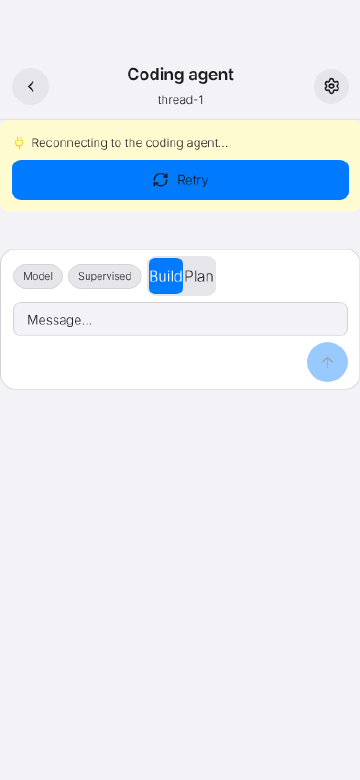 Coding agent
thread-1
Reconnecting to the coding agent...
Retry
Model Supervised Build Plan
Message...